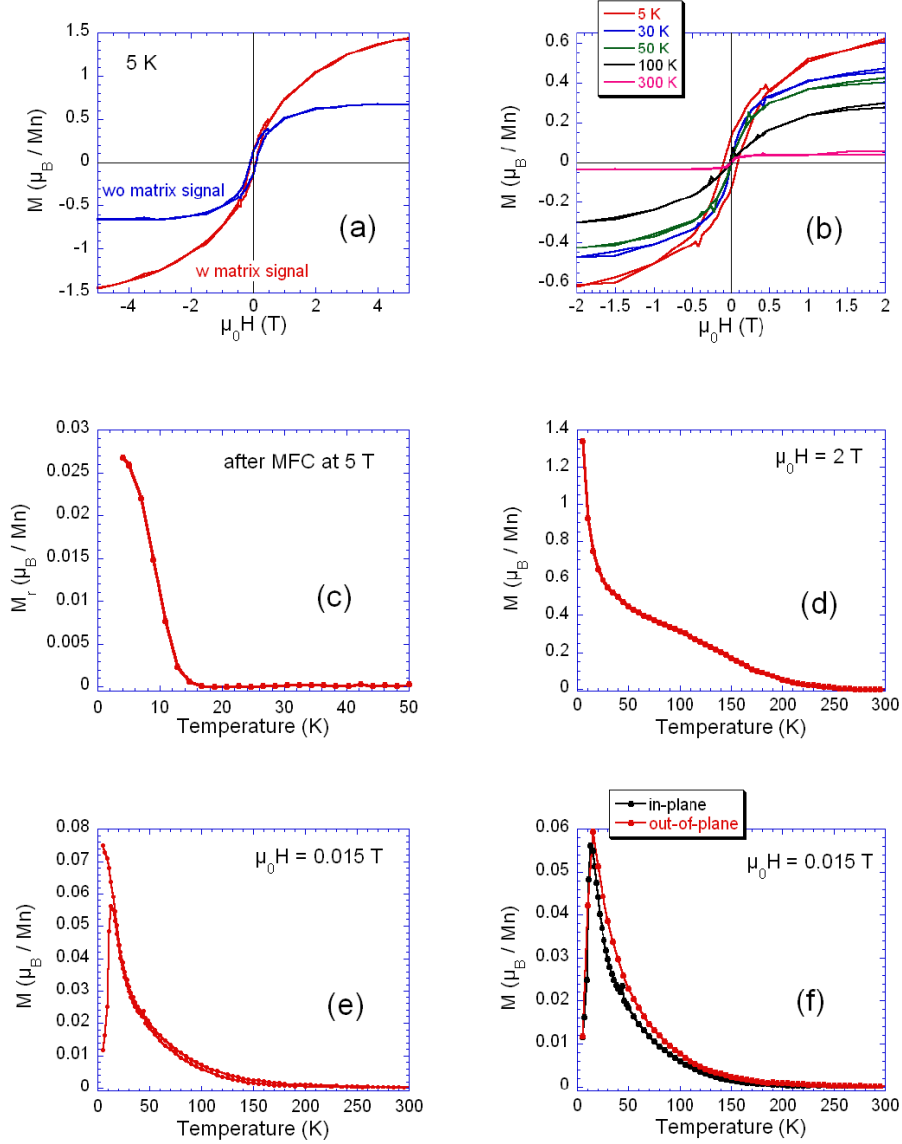 1.5
1
0.5
0
-0.5
-1
-1.5
M (μB / Mn)
5 K
wo matrix signal
w matrix signal
(a)
-4 -2 0 2 4
μ0H (T)
5 K
30 K
50 K
100 K
300 K
0.6
0.4
0.2
0
-0.2
-0.4
-0.6
M (μB / Mn)
(b)
-2 -1.5 -1 -0.5 0 0.5 1 1.5 2
μ0H (T)
0.03
0.025
0.02
0.015
0.01
0.005
0
Mr (μB / Mn)
after MFC at 5 T
(c)
0 10 20 30 40 50
Temperature (K)
1.4
1.2
1
0.8
0.6
0.4
0.2
0
M (μB / Mn)
μ0H = 2 T
(d)
0 50 100 150 200 250 300
Temperature (K)
0.08
0.07
0.06
0.05
0.04
0.03
0.02
0.01
0
M (μB / Mn)
μ0H = 0.015 T
(e)
0 50 100 150 200 250 300
Temperature (K)
in-plane
out-of-plane
0.06
0.05
0.04
0.03
0.02
0.01
0
M (μB / Mn)
μ0H = 0.015 T
(f)
0 50 100 150 200 250 300
Temperature (K)